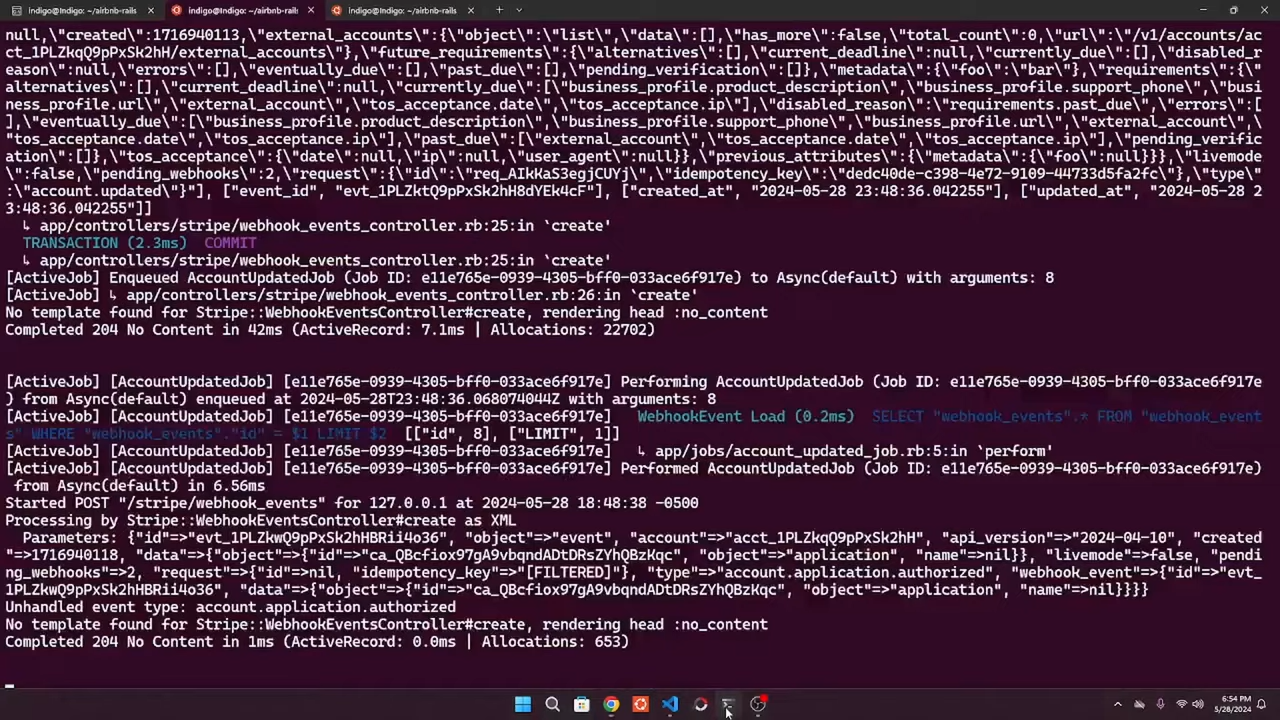 indigo@Indigo: ~/airbnb-rails
indigo@Indigo: ~/airbnb-rails
indigo@Indigo: ~/airbnb-rails
null,\"created\":1716940113,\"external_accounts\":{\"object\":\"list\",\"data\":[],\"has_more\":false,\"total_count\":0,\"url\":\"/v1/accounts/ac
ct_1PLZkqQ9pPxSk2hH/external_accounts\"},\"future_requirements\":{\"alternatives\":[],\"current_deadline\":null,\"currently_due\":[],\"disabled_r
eason\":null,\"errors\":[],\"eventually_due\":[],\"past_due\":[],\"pending_verification\":[]},\"metadata\":{\"foo\":\"bar\"},\"requirements\":{\"
alternatives\":[],\"current_deadline\":null,\"currently_due\":[\"business_profile.product_description\",\"business_profile.support_phone\",\"busi
ness_profile.url\",\"external_account\",\"tos_acceptance.date\",\"tos_acceptance.ip\"],\"disabled_reason\":\"requirements.past_due\",\"errors\":[
],\"eventually_due\":[\"business_profile.product_description\",\"business_profile.support_phone\",\"business_profile.url\",\"external_account\",\
"tos_acceptance.date\",\"tos_acceptance.ip\"],\"past_due\":[\"external_account\",\"tos_acceptance.date\",\"tos_acceptance.ip\"],\"pending_verific
ation\":[]},\"tos_acceptance\":{\"date\":null,\"ip\":null,\"user_agent\":null}},\"previous_attributes\":{\"metadata\":{\"foo\":null}}},\"livemode
\":false,\"pending_webhooks\":2,\"request\":{\"id\":\"req_AIkKaS3egjCUYj\",\"idempotency_key\":\"dedc40de-c398-4e72-9109-44733d5fa2fc\"},\"type\"
:\"account.updated\"}"], ["event_id", "evt_1PLZktQ9pPxSk2hH8dYEk4cF"], ["created_at", "2024-05-28 23:48:36.042255"], ["updated_at", "2024-05-28 2
3:48:36.042255"]]
↳ app/controllers/stripe/webhook_events_controller.rb:25:in `create'
TRANSACTION (2.3ms) COMMIT
↳ app/controllers/stripe/webhook_events_controller.rb:25:in `create'
[ActiveJob] Enqueued AccountUpdatedJob (Job ID: e11e765e-0939-4305-bff0-033ace6f917e) to Async(default) with arguments: 8
[ActiveJob] ↳ app/controllers/stripe/webhook_events_controller.rb:26:in `create'
No template found for Stripe::WebhookEventsController#create, rendering head :no_content
Completed 204 No Content in 42ms (ActiveRecord: 7.1ms | Allocations: 22702)
[ActiveJob] [AccountUpdatedJob] [e11e765e-0939-4305-bff0-033ace6f917e] Performing AccountUpdatedJob (Job ID: e11e765e-0939-4305-bff0-033ace6f917e
) from Async(default) enqueued at 2024-05-28T23:48:36.068074044Z with arguments: 8
[ActiveJob] [AccountUpdatedJob] [e11e765e-0939-4305-bff0-033ace6f917e] WebhookEvent Load (0.2ms) SELECT "webhook_events".* FROM "webhook_event
s" WHERE "webhook_events"."id" = $1 LIMIT $2 [["id", 8], ["LIMIT", 1]]
[ActiveJob] [AccountUpdatedJob] [e11e765e-0939-4305-bff0-033ace6f917e] ↳ app/jobs/account_updated_job.rb:5:in `perform'
[ActiveJob] [AccountUpdatedJob] [e11e765e-0939-4305-bff0-033ace6f917e] Performed AccountUpdatedJob (Job ID: e11e765e-0939-4305-bff0-033ace6f917e)
from Async(default) in 6.56ms
Started POST "/stripe/webhook_events" for 127.0.0.1 at 2024-05-28 18:48:38 -0500
Processing by Stripe::WebhookEventsController#create as XML
Parameters: {"id"=>"evt_1PLZkwQ9pPxSk2hHBRii4o36", "object"=>"event", "account"=>"acct_1PLZkqQ9pPxSk2hH", "api_version"=>"2024-04-10", "created
"=>1716940118, "data"=>{"object"=>{"id"=>"ca_QBcfiox97gA9vbqndADtDRsZYhQBzKqc", "object"=>"application", "name"=>nil}}, "livemode"=>false, "pendi
ng_webhooks"=>2, "request"=>{"id"=>nil, "idempotency_key"=>"[FILTERED]"}, "type"=>"account.application.authorized", "webhook_event"=>{"id"=>"evt_
1PLZkwQ9pPxSk2hHBRii4o36", "data"=>{"object"=>{"id"=>"ca_QBcfiox97gA9vbqndADtDRsZYhQBzKqc", "object"=>"application", "name"=>nil}}}}
Unhandled event type: account.application.authorized
No template found for Stripe::WebhookEventsController#create, rendering head :no_content
Completed 204 No Content in 1ms (ActiveRecord: 0.0ms | Allocations: 653)
6:54 PM
5/28/2024